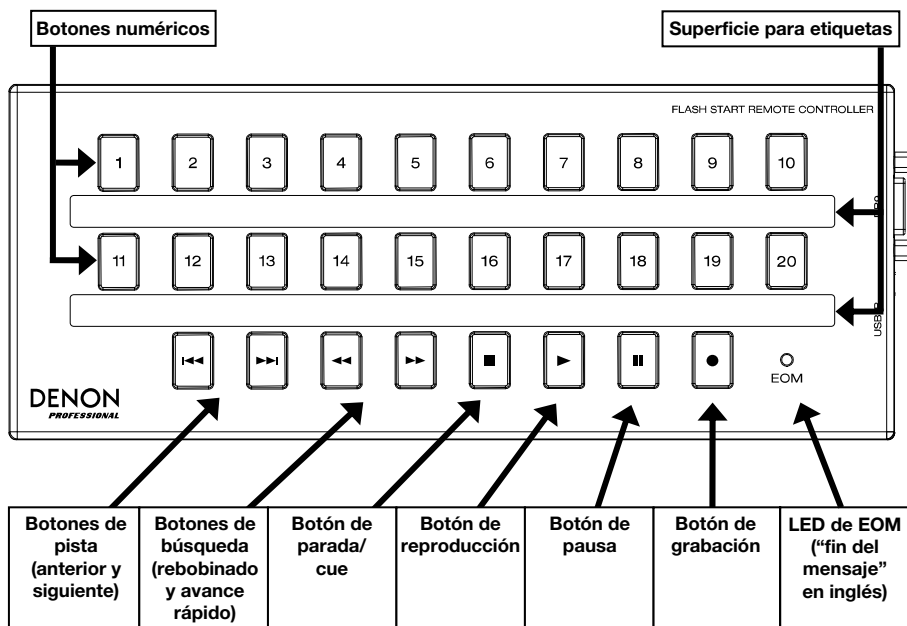 Botones numéricos
Superficie para etiquetas
FLASH START REMOTE CONTROLLER
1 2 3 4 5 6 7 8 9 10
11 12 13 14 15 16 17 18 19 20
EOM
DENON
PROFESSIONAL
Botones de
pista
(anterior y
siguiente)
Botones de
búsqueda
(rebobinado
y avance
rápido)
Botón de
parada/
cue
Botón de
reproducción
Botón de
pausa
Botón de
grabación
LED de EOM
(“fin del
mensaje”
en inglés)